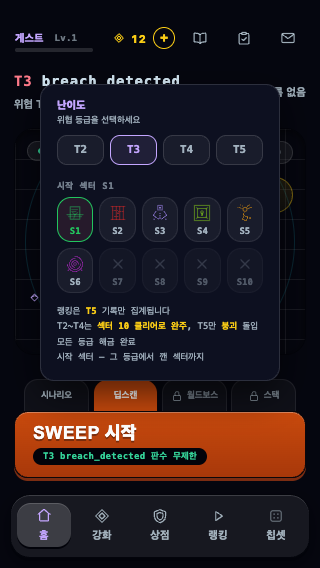 게스트 Lv.1
12
T3 breach_detected
위협 T
록 없음
난이도
위협 등급을 선택하세요
T2 T3 T4 T5
시작 섹터 S1
S1 S2 S3 S4 S5
S6 S7 S8 S9 S10
랭킹은 T5 기록만 집계됩니다
T2~T4는 섹터 10 클리어로 완주, T5만 붕괴 돌입
모든 등급 해금 완료
시작 섹터 — 그 등급에서 깬 섹터까지
시나리오 딥스캔 월드보스 스택
SWEEP 시작
T3 breach_detected 판수 무제한
홈 강화 상점 랭킹 칩셋